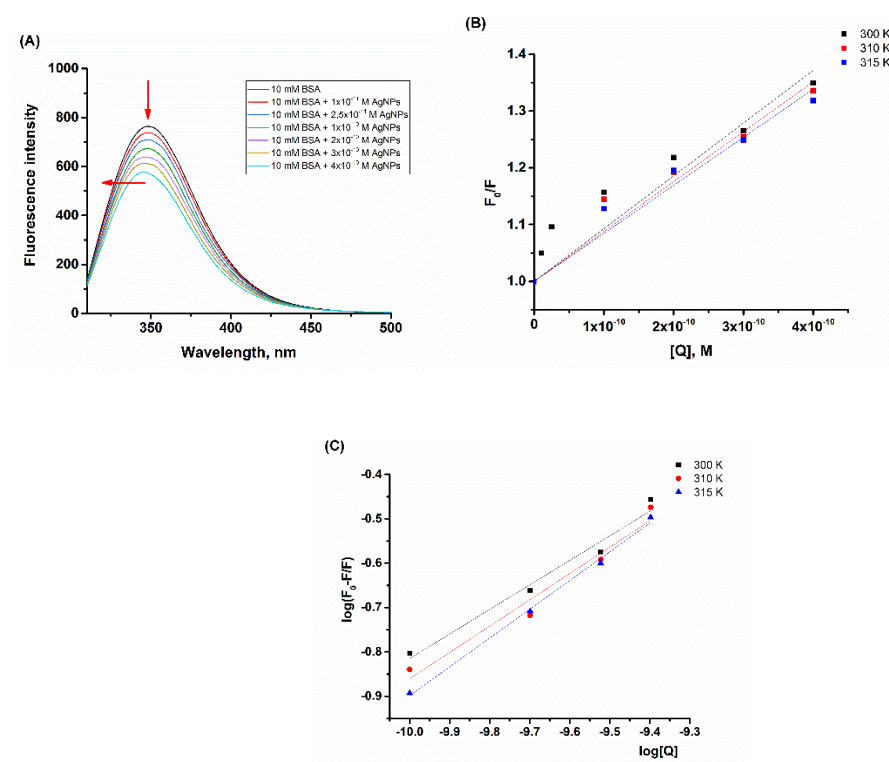 (A)
1000
800
600
400
200
0
350
400
450
500
Fluorescence intensity
Wavelength, nm
10 mM BSA
10 mM BSA + 1x10⁻¹¹ M AgNPs
10 mM BSA + 2,5x10⁻¹¹ M AgNPs
10 mM BSA + 1x10⁻¹⁰ M AgNPs
10 mM BSA + 2x10⁻¹⁰ M AgNPs
10 mM BSA + 3x10⁻¹⁰ M AgNPs
10 mM BSA + 4x10⁻¹⁰ M AgNPs
(B)
300 K
310 K
315 K
1.4
1.3
1.2
1.1
1.0
F₀/F
0
1x10⁻¹⁰
2x10⁻¹⁰
3x10⁻¹⁰
4x10⁻¹⁰
[Q], M
(C)
300 K
310 K
315 K
-0.4
-0.5
-0.6
-0.7
-0.8
-0.9
log(F₀-F/F)
-10.0
-9.9
-9.8
-9.7
-9.6
-9.5
-9.4
-9.3
log[Q]